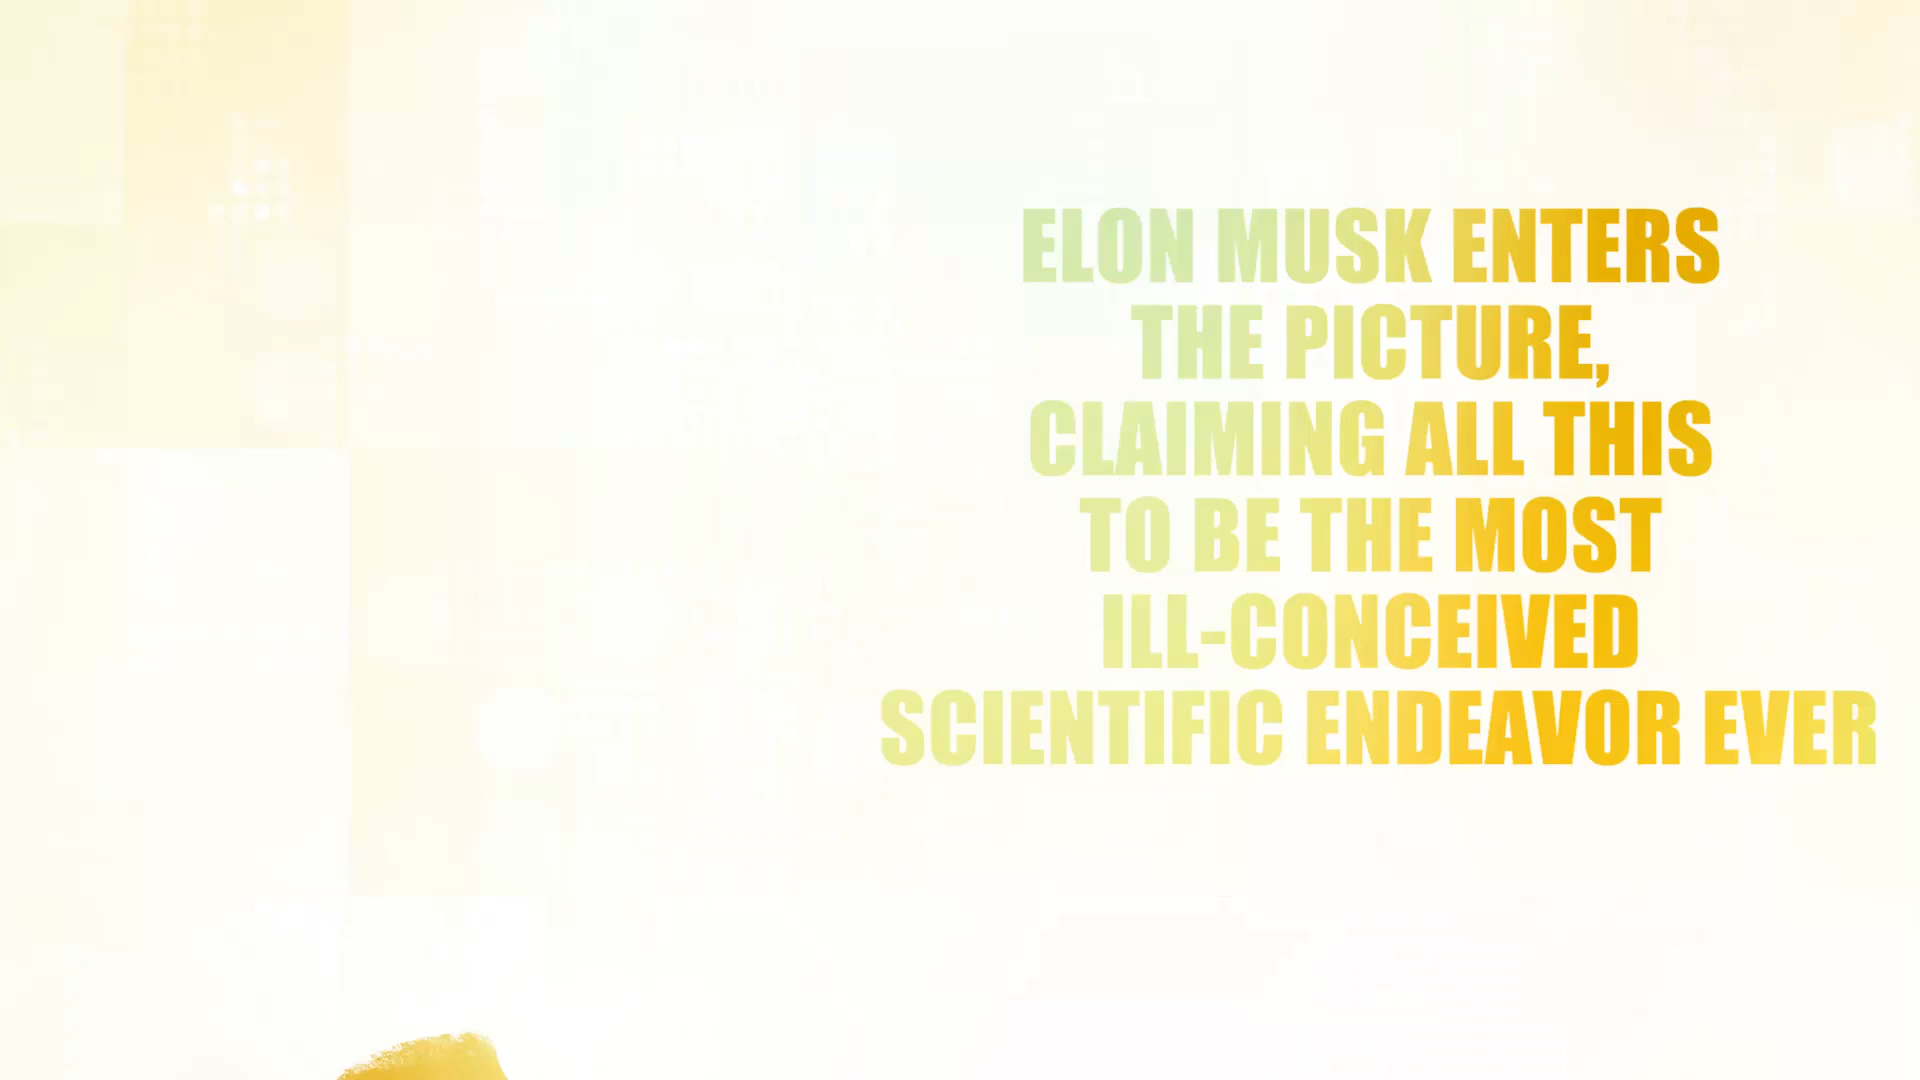 ELON MUSK ENTERS
THE PICTURE,
CLAIMING ALL THIS
TO BE THE MOST
ILL-CONCEIVED
SCIENTIFIC ENDEAVOR EVER